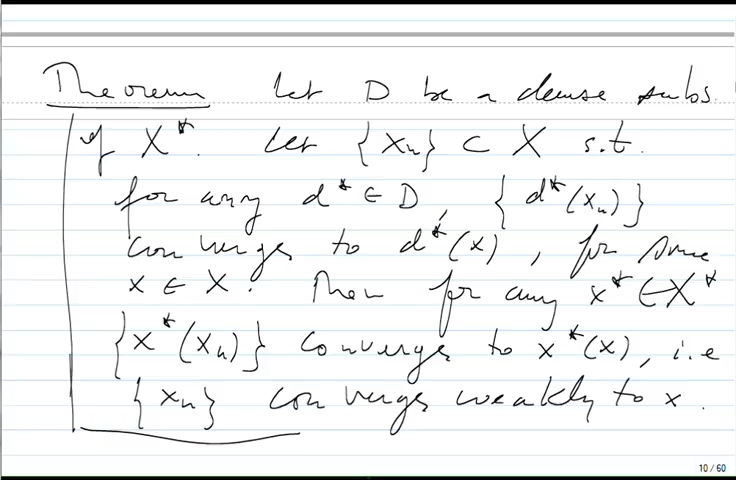 Theorem Let D be a dense subs.
of X*. Let {xn} ⊂ X s.t.
for any d* ∈ D, {d*(xn)}
converges to d*(x), for some
x ∈ X. Then for any x* ∈ X*
{x*(xn)} converges to x*(x), i.e
{xn} converges weakly to x.
10 / 60